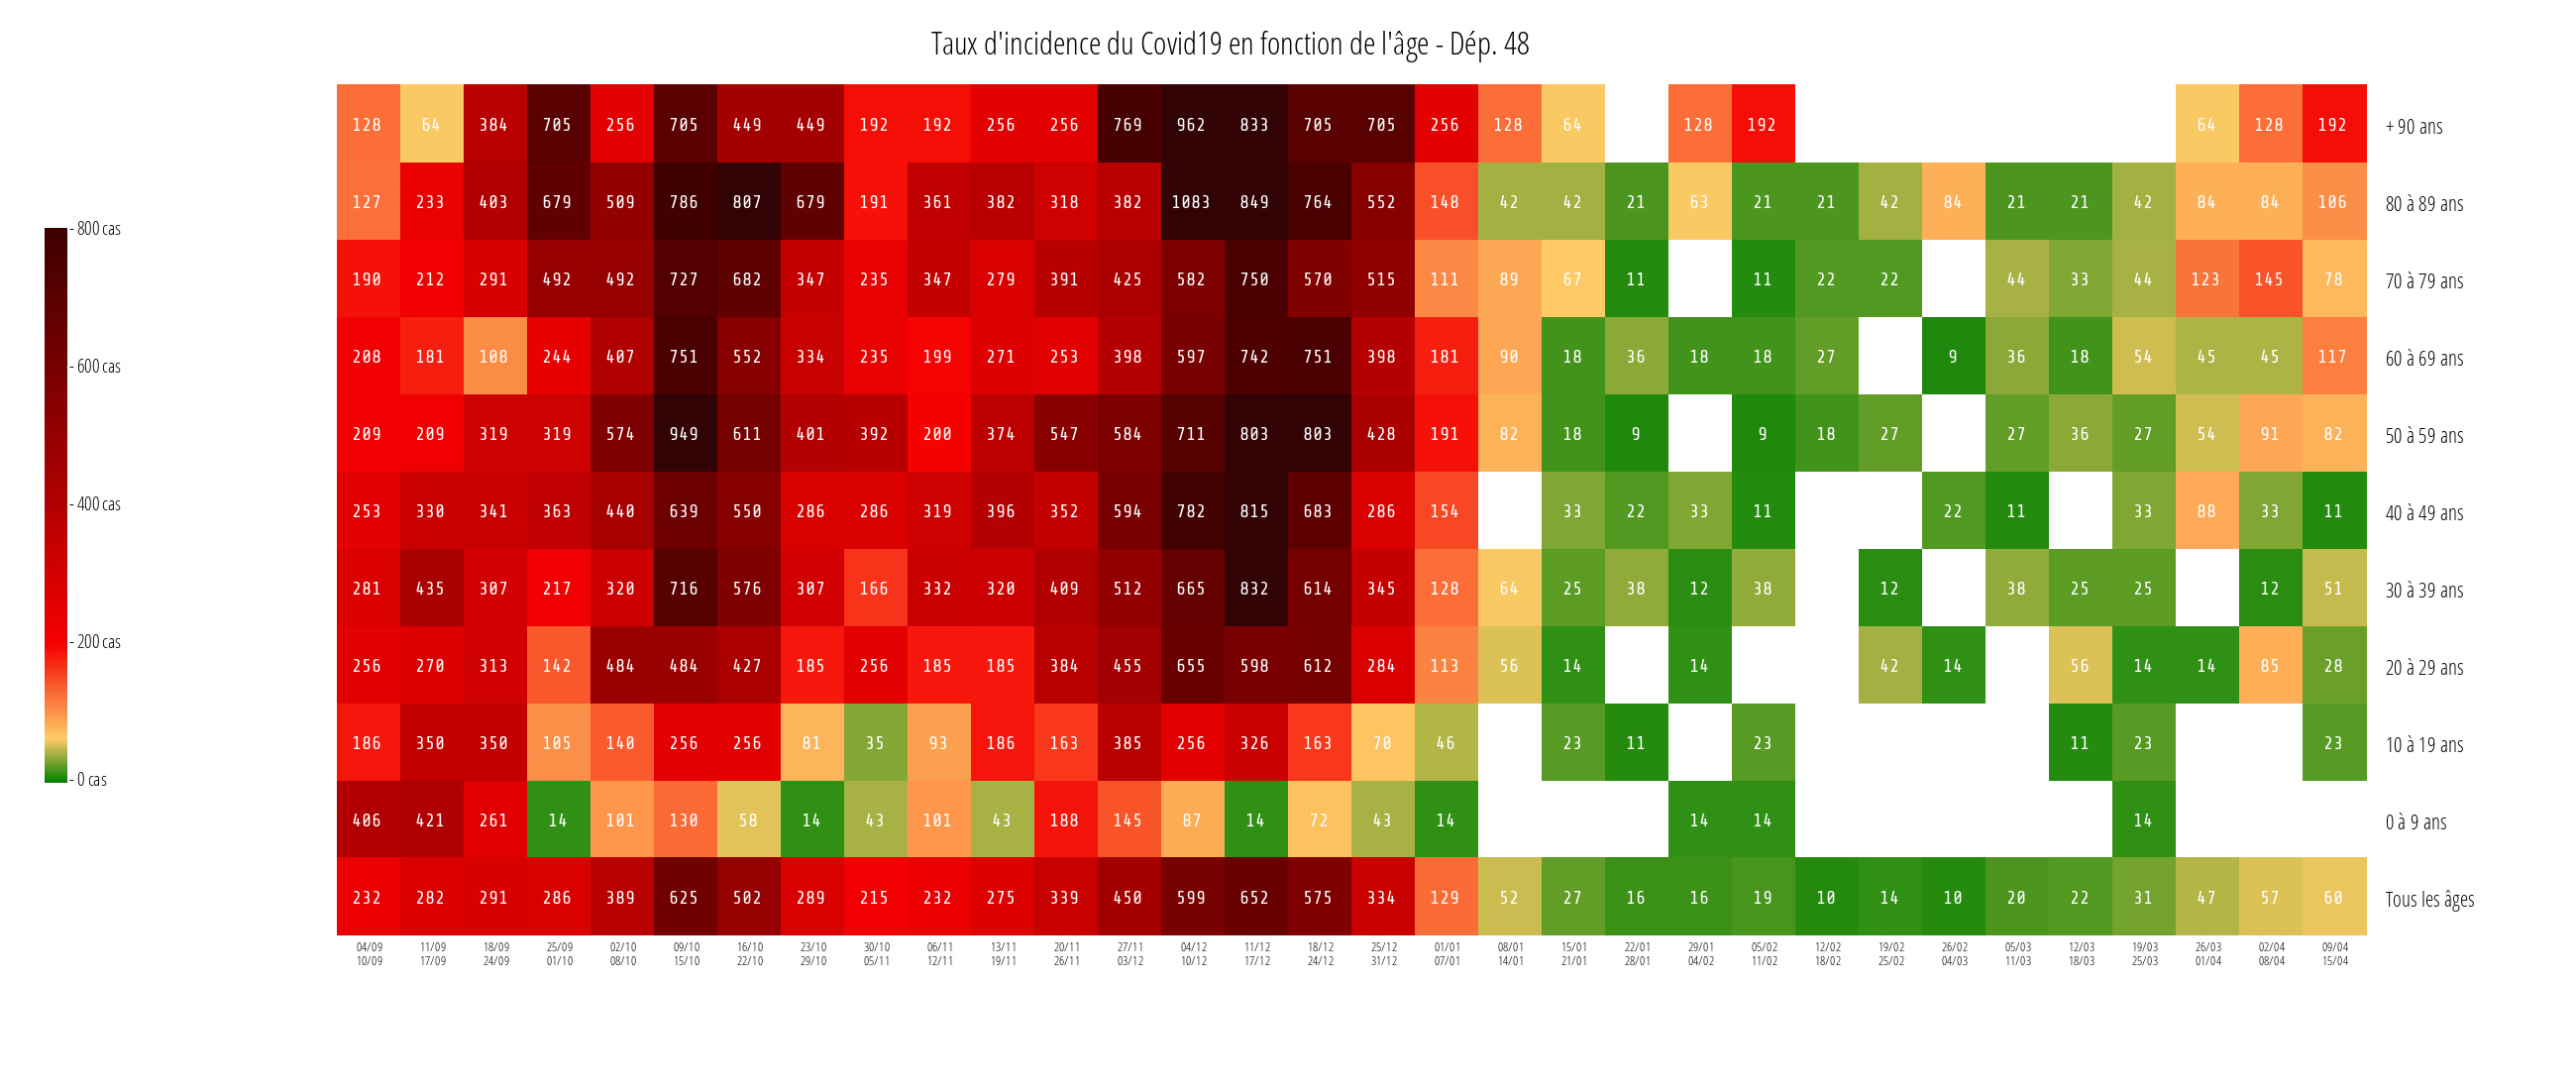 Taux d'incidence du Covid19 en fonction de l'âge - Dép. 48
128 64 384 705 256 705 449 449 192 192 256 256 769 962 833 705 705 256 128 64 128 192 64 128 192 + 90 ans
127 233 403 679 509 786 807 679 191 361 382 318 382 1083 849 764 552 148 42 42 21 63 21 21 42 84 21 21 42 84 84 106 80 à 89 ans
- 800 cas
190 212 291 492 492 727 682 347 235 347 279 391 425 582 750 570 515 111 89 67 11 11 22 22 44 33 44 123 145 78 70 à 79 ans
208 181 108 244 407 751 552 334 235 199 271 253 398 597 742 751 398 181 90 18 36 18 18 27 9 36 18 54 45 45 117 60 à 69 ans
- 600 cas
209 209 319 319 574 949 611 401 392 200 374 547 584 711 803 803 428 191 82 18 9 9 18 27 27 36 27 54 91 82 50 à 59 ans
- 400 cas
253 330 341 363 440 639 550 286 286 319 396 352 594 782 815 683 286 154 33 22 33 11 22 11 33 88 33 11 40 à 49 ans
281 435 307 217 320 716 576 307 166 332 320 409 512 665 832 614 345 128 64 25 38 12 38 12 38 25 25 12 51 30 à 39 ans
- 200 cas
256 270 313 142 484 484 427 185 256 185 185 384 455 655 598 612 284 113 56 14 14 42 14 56 14 14 85 28 20 à 29 ans
186 350 350 105 140 256 256 81 35 93 186 163 385 256 326 163 70 46 23 11 23 11 23 23 10 à 19 ans
- 0 cas
406 421 261 14 101 130 58 14 43 101 43 188 145 87 14 72 43 14 14 14 14 0 à 9 ans
232 282 291 286 389 625 502 289 215 232 275 339 450 599 652 575 334 129 52 27 16 16 19 10 14 10 20 22 31 47 57 60 Tous les âges
04/09 11/09 18/09 25/09 02/10 09/10 16/10 23/10 30/10 06/11 13/11 20/11 27/11 04/12 11/12 18/12 25/12 01/01 08/01 15/01 22/01 29/01 05/02 12/02 19/02 26/02 05/03 12/03 19/03 26/03 02/04 09/04
10/09 17/09 24/09 01/10 08/10 15/10 22/10 29/10 05/11 12/11 19/11 26/11 03/12 10/12 17/12 24/12 31/12 07/01 14/01 21/01 28/01 04/02 11/02 18/02 25/02 04/03 11/03 18/03 25/03 01/04 08/04 15/04